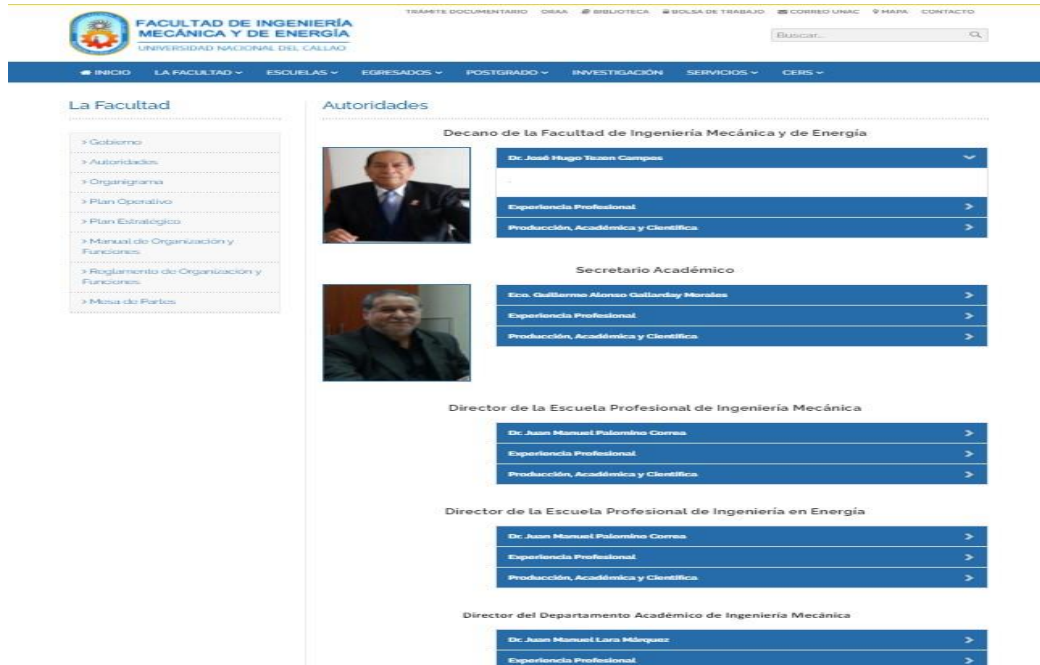 TRÁMITE DOCUMENTARIO ORAA BIBLIOTECA BOLSA DE TRABAJO CORREO UNAC MAPA CONTACTO
FACULTAD DE INGENIERÍA
MECÁNICA Y DE ENERGÍA
UNIVERSIDAD NACIONAL DEL CALLAO
Buscar...
INICIO LA FACULTAD ESCUELAS EGRESADOS POSTGRADO INVESTIGACIÓN SERVICIOS CERS
La Facultad
> Gobierno
> Autoridades
> Organigrama
> Plan Operativo
> Plan Estratégico
> Manual de Organización y
Funciones
> Reglamento de Organización y
Funciones
> Mesa de Partes
Autoridades
Decano de la Facultad de Ingeniería Mecánica y de Energía
Dr. José Hugo Tezen Campos
.
Experiencia Profesional
Producción, Académica y Científica
Secretario Académico
Eco. Guillermo Alonso Gallarday Morales
Experiencia Profesional
Producción, Académica y Científica
Director de la Escuela Profesional de Ingeniería Mecánica
Dr. Juan Manuel Palomino Correa
Experiencia Profesional
Producción, Académica y Científica
Director de la Escuela Profesional de Ingeniería en Energía
Dr. Juan Manuel Palomino Correa
Experiencia Profesional
Producción, Académica y Científica
Director del Departamento Académico de Ingeniería Mecánica
Dr. Juan Manuel Lara Márquez
Experiencia Profesional